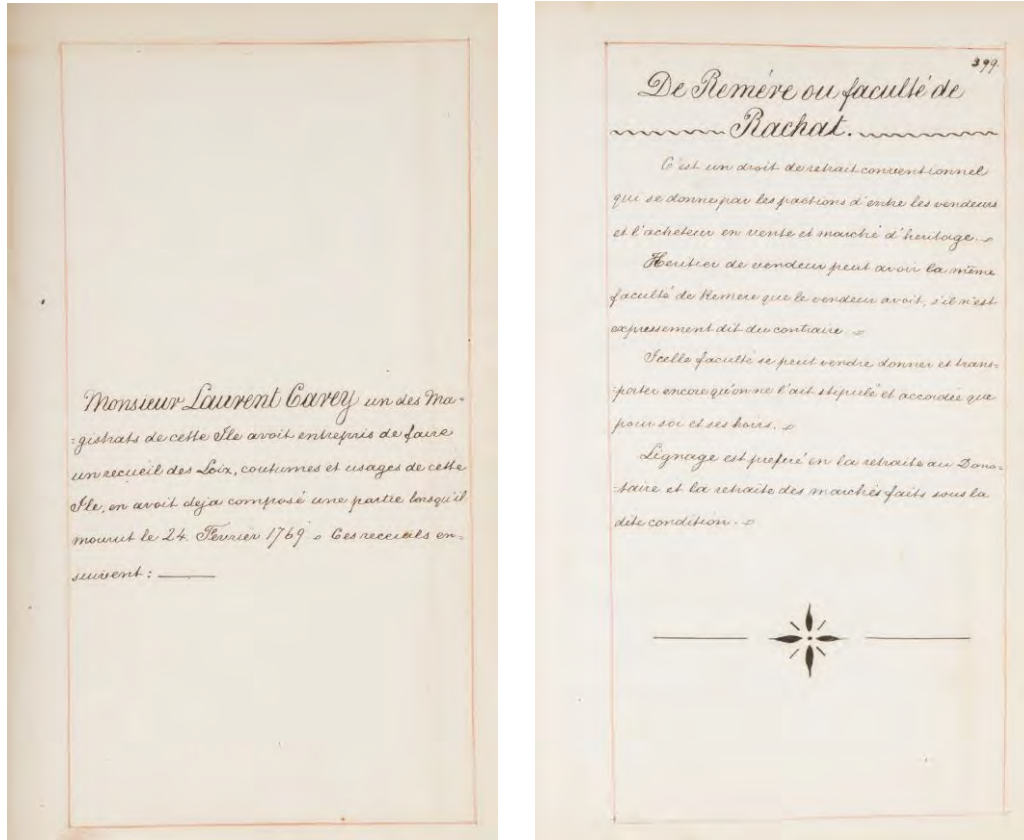 Monsieur Laurent Carey un des Ma=
=gistrats de cette Ile avoit entrepris de faire
un recueil des Loix, coutumes et usages de cette
Ile, en avoit deja composé une partie lorsqu'il
mourut le 24. Fevrier 1769. Ces receuils en=
suivent :
399.
De Remére ou faculté de
Rachat.
C'est un droit de retrait conventionnel
qui se donne par les pactions d'entre les vendeurs
et l'acheteur en vente et marché d'heritage.
Heritier de vendeur peut avoir la même
faculté de Remere que le vendeur avoit, s'il n'est
expressement dit du contraire.
Icelle faculté se peut vendre donner et trans=
=porter encore qu'on ne l'ait stipulé et accordée que
pour soi et ses hoirs.
Lignage est preferé en la retraite au Dona=
=taire et la retraite des marchés faits sous la
dite condition.